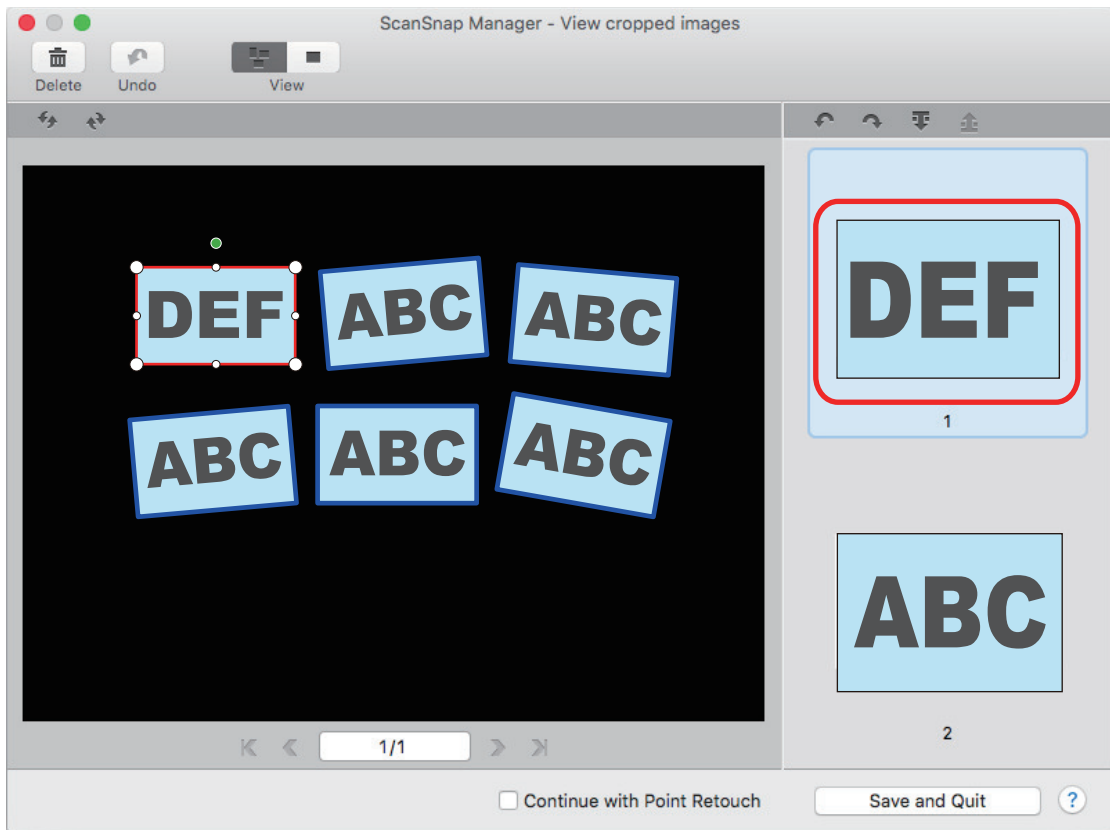 ScanSnap Manager - View cropped images
Delete Undo View
DEF ABC ABC
ABC ABC ABC
1/1
DEF
1
ABC
2
Continue with Point Retouch Save and Quit ?